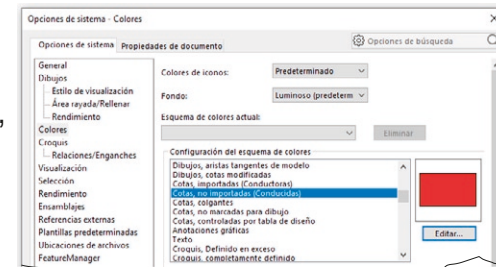 Opciones de sistema - Colores
Opciones de sistema Propiedades de documento
Opciones de búsqueda
General
Dibujos
Estilo de visualización
Área rayada/Rellenar
Rendimiento
Colores
Croquis
Relaciones/Enganches
Visualización
Selección
Rendimiento
Ensamblajes
Referencias externas
Plantillas predeterminadas
Ubicaciones de archivos
FeatureManager
Colores de iconos:
Predeterminado
Fondo:
Luminoso (predeterm
Esquema de colores actual:
Eliminar
Configuración del esquema de colores
Dibujos, aristas tangentes de modelo
Dibujos, cotas modificadas
Cotas, importadas (Conductoras)
Cotas, no importadas (Conducidas)
Cotas, colgantes
Cotas, no marcadas para dibujo
Cotas, controladas por tabla de diseño
Anotaciones gráficas
Texto
Croquis, Definido en exceso
Croquis, completamente definido
Editar...
,